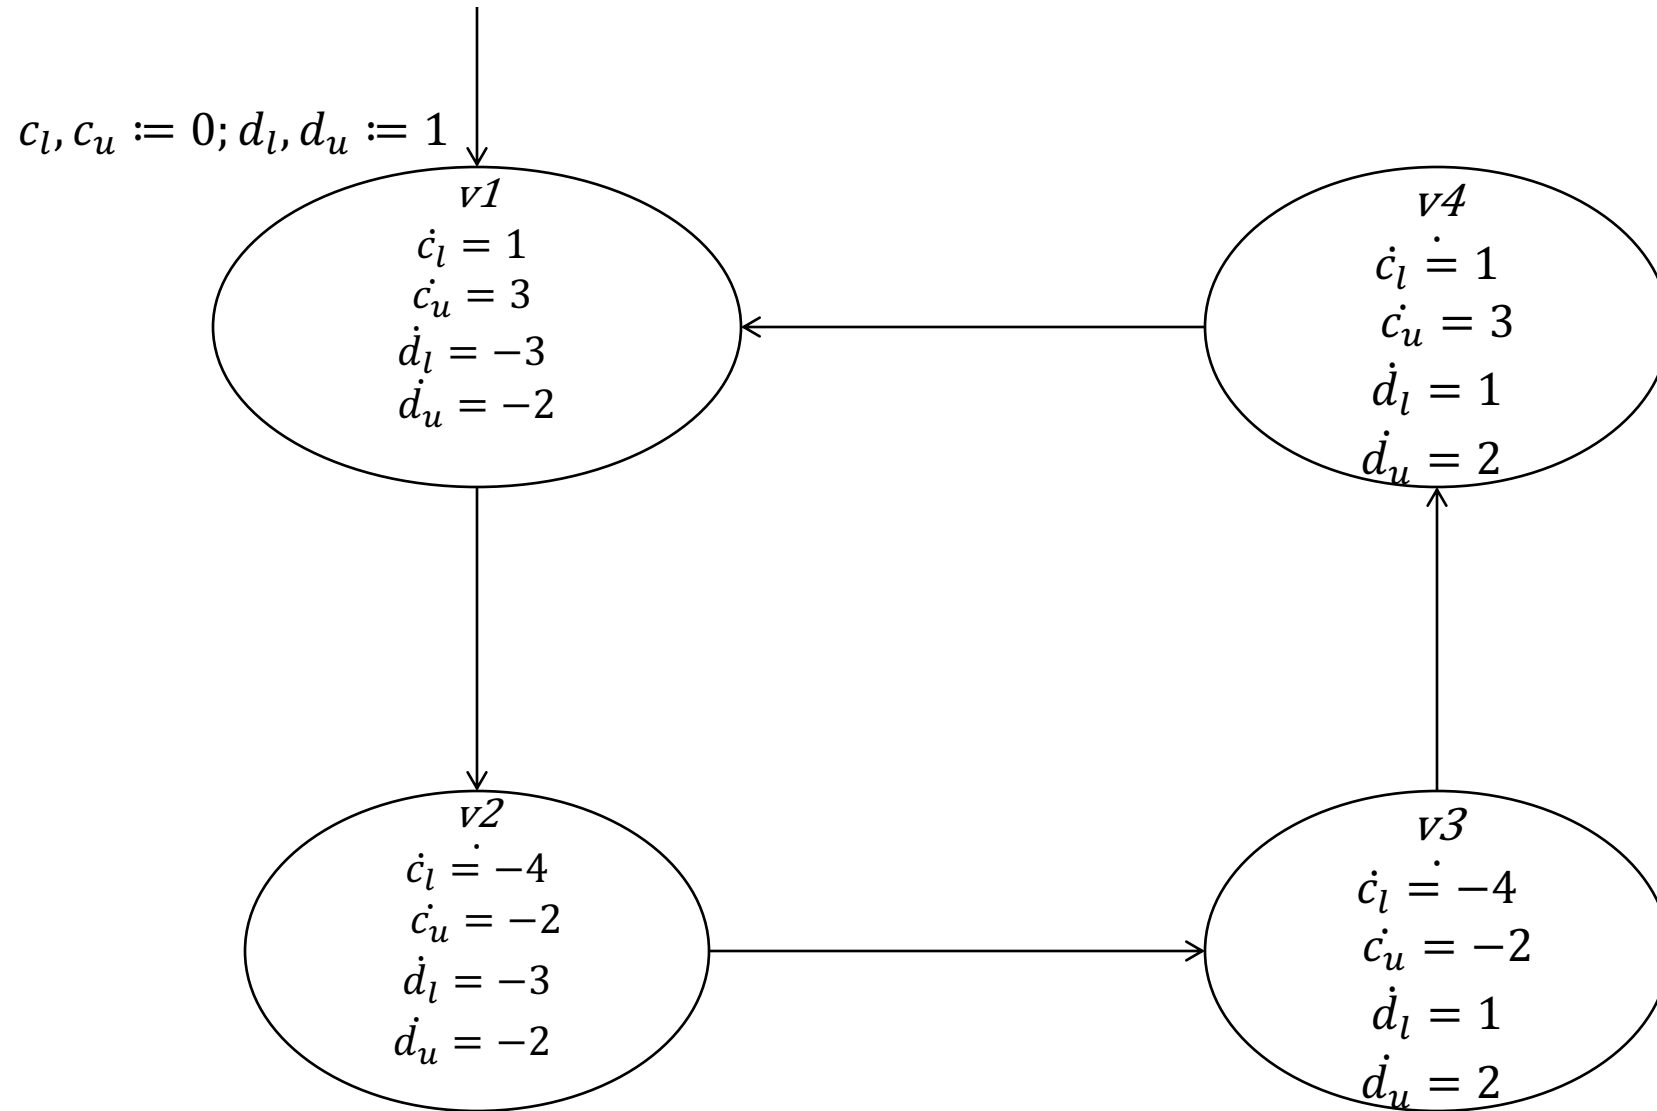 c_l, c_u ≔ 0; d_l, d_u ≔ 1
v1
ċ_l = 1
ċ_u = 3
ḋ_l = −3
ḋ_u = −2
v4
ċ_l = 1
ċ_u = 3
ḋ_l = 1
ḋ_u = 2
v2
ċ_l = −4
ċ_u = −2
ḋ_l = −3
ḋ_u = −2
v3
ċ_l = −4
ċ_u = −2
ḋ_l = 1
ḋ_u = 2